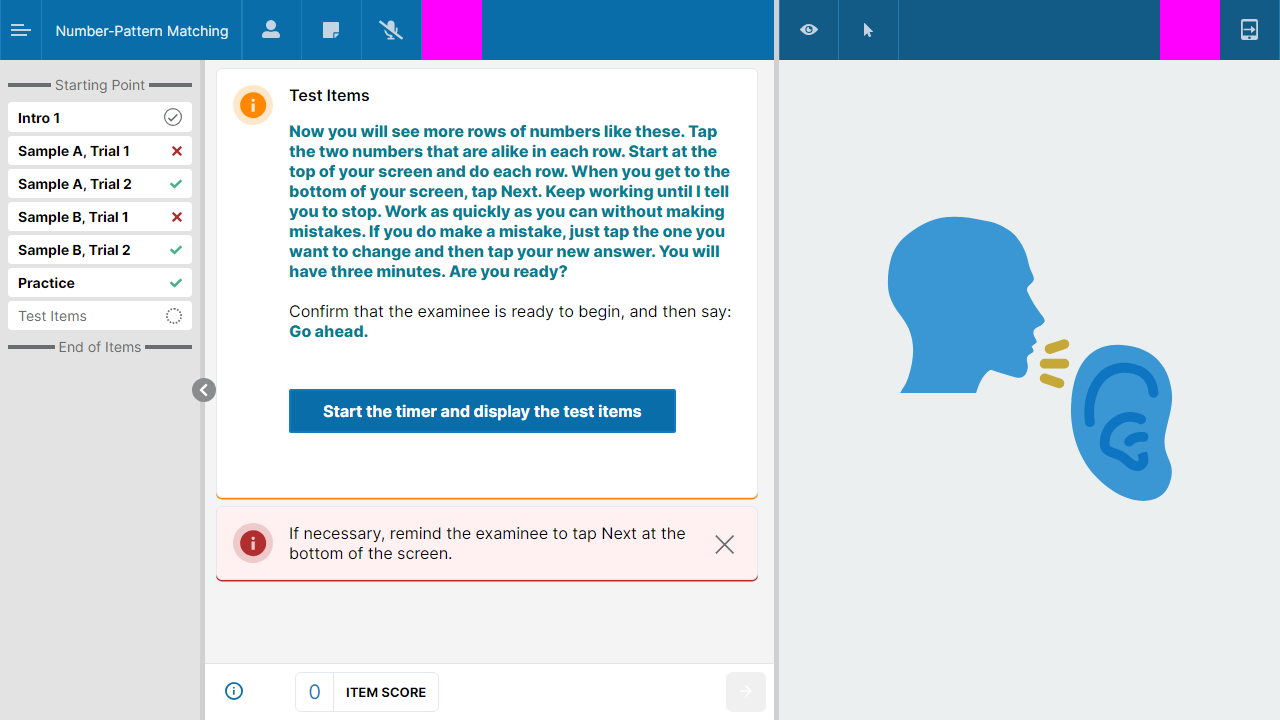 Number-Pattern Matching
Starting Point
Intro 1
Sample A, Trial 1
Sample A, Trial 2
Sample B, Trial 1
Sample B, Trial 2
Practice
Test Items
End of Items
Test Items
Now you will see more rows of numbers like these. Tap
the two numbers that are alike in each row. Start at the
top of your screen and do each row. When you get to the
bottom of your screen, tap Next. Keep working until I tell
you to stop. Work as quickly as you can without making
mistakes. If you do make a mistake, just tap the one you
want to change and then tap your new answer. You will
have three minutes. Are you ready?
Confirm that the examinee is ready to begin, and then say:
Go ahead.
Start the timer and display the test items
If necessary, remind the examinee to tap Next at the
bottom of the screen.
0 ITEM SCORE